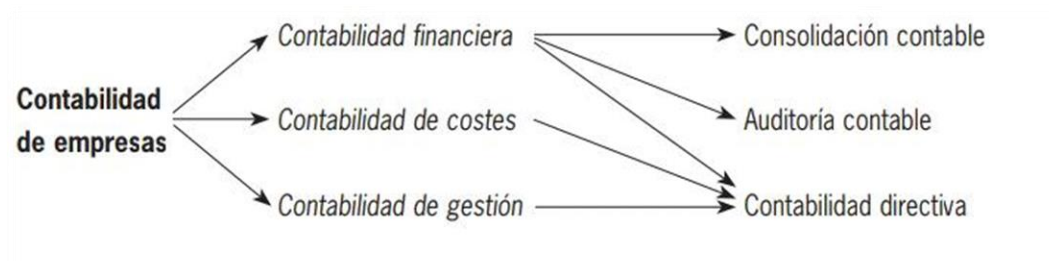 Contabilidad financiera
Consolidación contable
Contabilidad
de empresas
Contabilidad de costes
Auditoría contable
Contabilidad de gestión
Contabilidad directiva